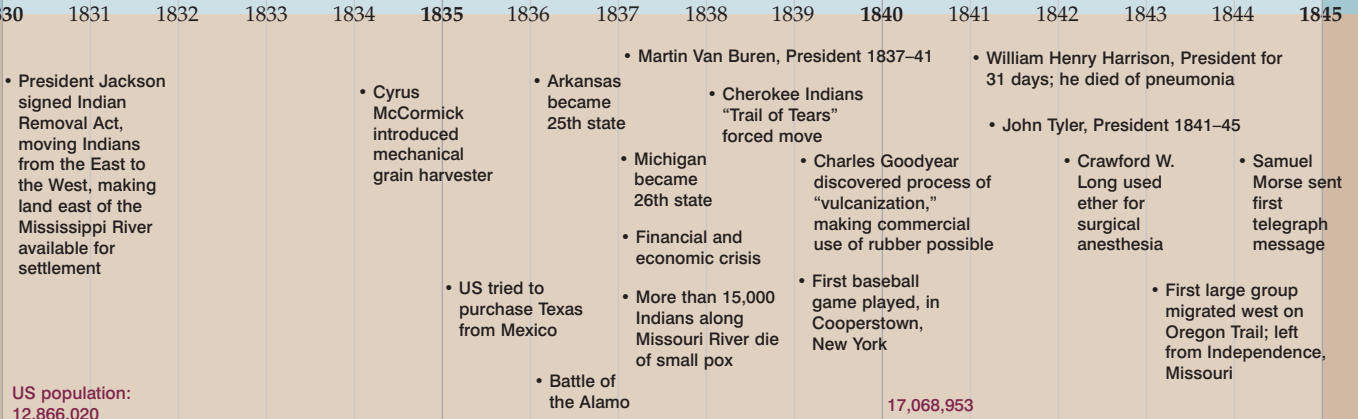 30 1831 1832 1833 1834 1835 1836 1837 1838 1839 1840 1841 1842 1843 1844 1845
• President Jackson
signed Indian
Removal Act,
moving Indians
from the East to
the West, making
land east of the
Mississippi River
available for
settlement
• Cyrus
McCormick
introduced
mechanical
grain harvester
• US tried to
purchase Texas
from Mexico
• Arkansas
became
25th state
• Battle of
the Alamo
• Martin Van Buren, President 1837–41
• Michigan
became
26th state
• Financial and
economic crisis
• More than 15,000
Indians along
Missouri River die
of small pox
• Cherokee Indians
“Trail of Tears”
forced move
• Charles Goodyear
discovered process of
“vulcanization,”
making commercial
use of rubber possible
• First baseball
game played, in
Cooperstown,
New York
• William Henry Harrison, President for
31 days; he died of pneumonia
• John Tyler, President 1841–45
• Crawford W.
Long used
ether for
surgical
anesthesia
• First large group
migrated west on
Oregon Trail; left
from Independence,
Missouri
• Samuel
Morse sent
first
telegraph
message
US population:
12,866,020
17,068,953